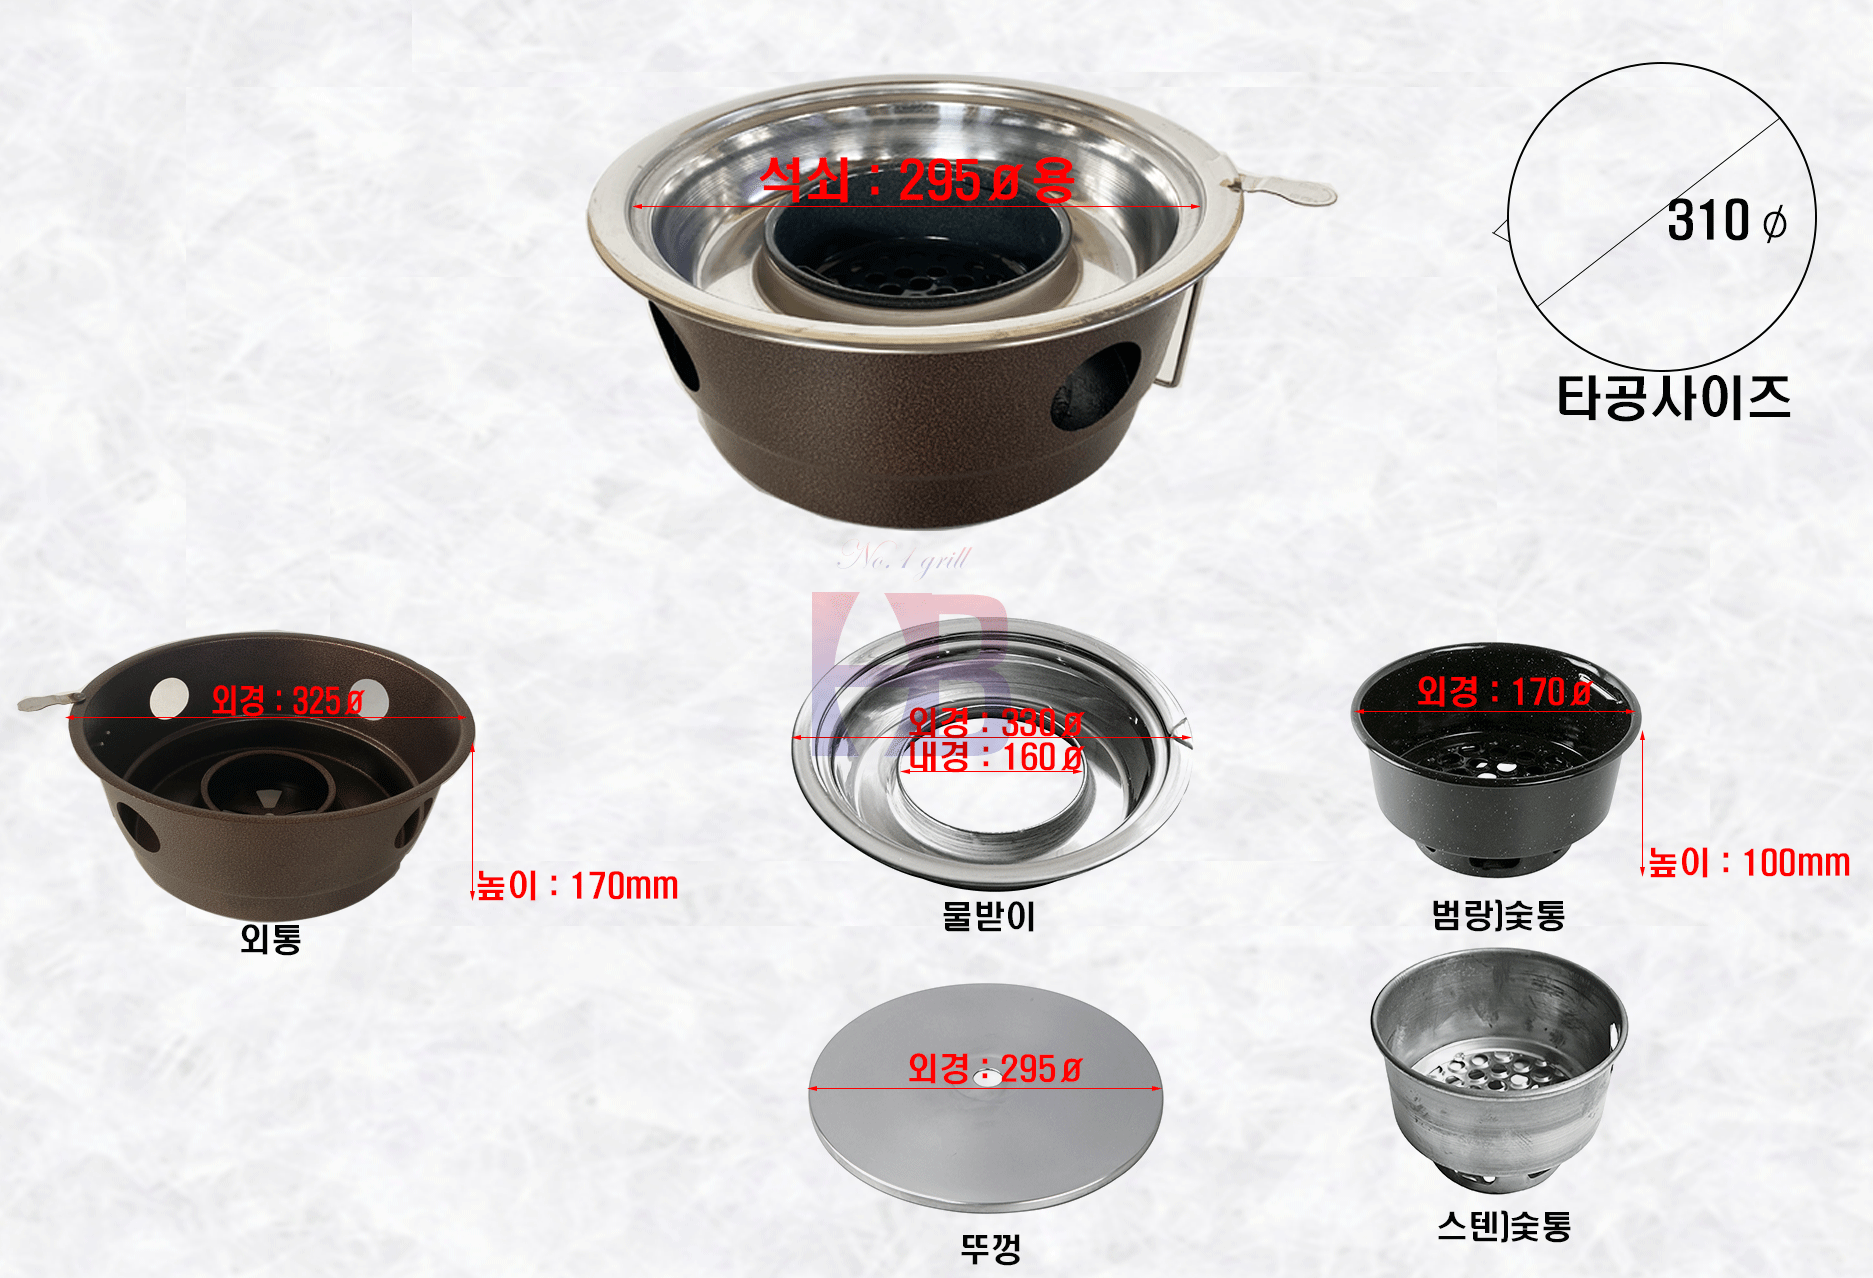 석쇠 : 295ø용
310 ø
타공사이즈
No.1 grill
HB
외경 : 325ø
높이 : 170mm
외통
외경 : 330ø
내경 : 160ø
물받이
외경 : 170ø
높이 : 100mm
범랑)숯통
외경 : 295ø
뚜껑
스텐)숯통